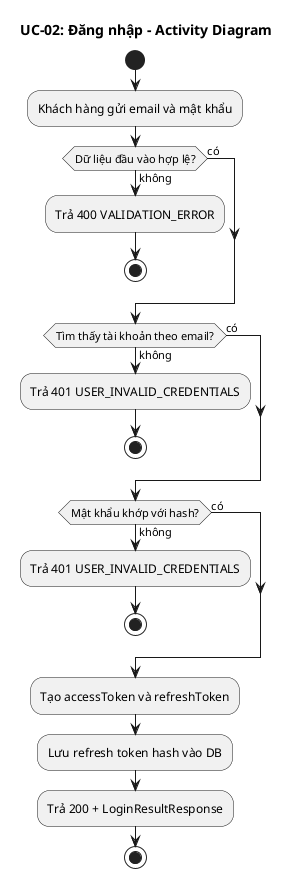 UC-02: Đăng nhập - Activity Diagram
Khách hàng gửi email và mật khẩu
Dữ liệu đầu vào hợp lệ?
có
không
Trả 400 VALIDATION_ERROR
Tìm thấy tài khoản theo email?
có
không
Trả 401 USER_INVALID_CREDENTIALS
Mật khẩu khớp với hash?
có
không
Trả 401 USER_INVALID_CREDENTIALS
Tạo accessToken và refreshToken
Lưu refresh token hash vào DB
Trả 200 + LoginResultResponse